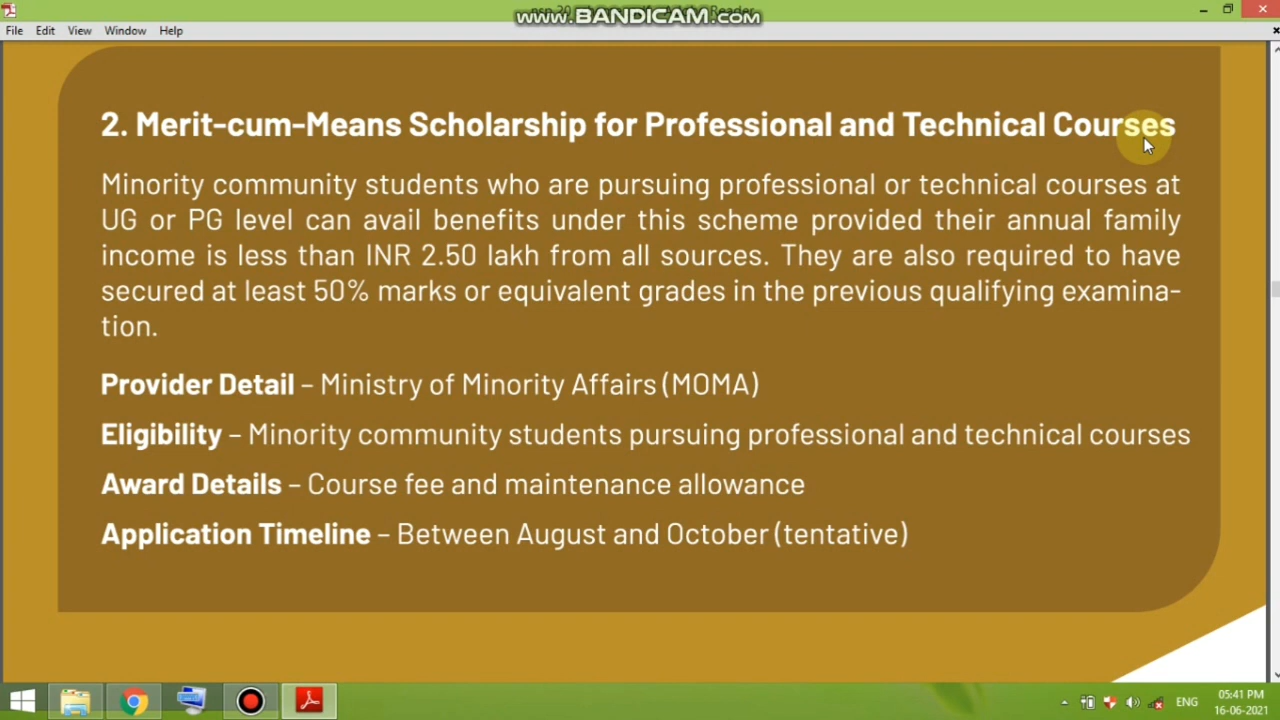 www.BANDICAM.com
File Edit View Window Help
2. Merit-cum-Means Scholarship for Professional and Technical Courses
Minority community students who are pursuing professional or technical courses at
UG or PG level can avail benefits under this scheme provided their annual family
income is less than INR 2.50 lakh from all sources. They are also required to have
secured at least 50% marks or equivalent grades in the previous qualifying examina-
tion.
Provider Detail – Ministry of Minority Affairs (MOMA)
Eligibility – Minority community students pursuing professional and technical courses
Award Details – Course fee and maintenance allowance
Application Timeline – Between August and October (tentative)
ENG
05:41 PM
16-06-2021